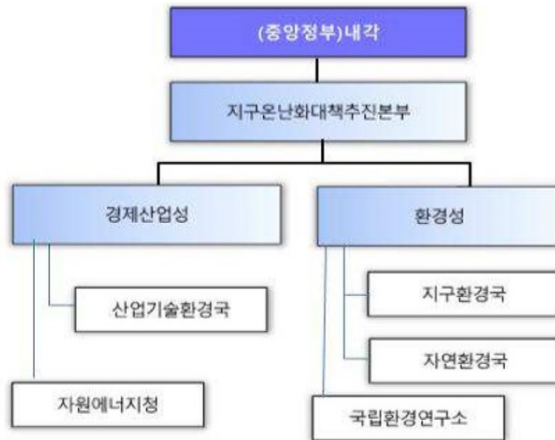 (중앙정부)내각
지구온난화대책추진본부
경제산업성
환경성
산업기술환경국
지구환경국
자연환경국
자원에너지청
국립환경연구소